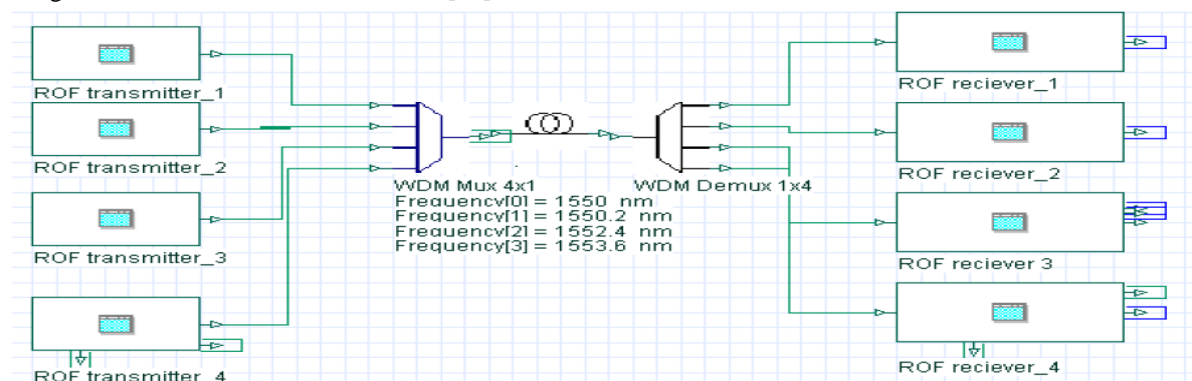 ROF transmitter_1
ROF transmitter_2
ROF transmitter_3
ROF transmitter_4
WDM Mux 4x1
Frequency[0] = 1550 nm
Frequency[1] = 1550.2 nm
Frequency[2] = 1552.4 nm
Frequency[3] = 1553.6 nm
WDM Demux 1x4
ROF reciever_1
ROF reciever_2
ROF reciever 3
ROF reciever_4